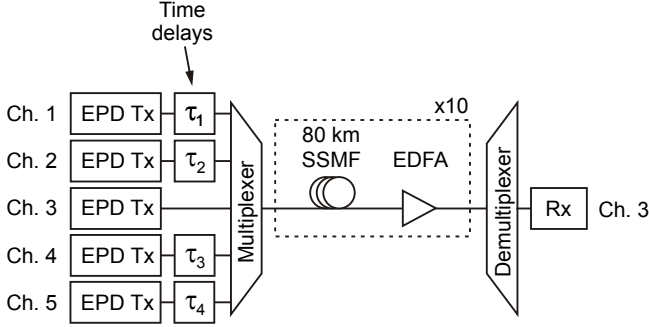 Time
delays
Ch. 1 EPD Tx τ1
x10
80 km
Ch. 2 EPD Tx τ2 SSMF EDFA
Ch. 3 EPD Tx Multiplexer Demultiplexer Rx Ch. 3
Ch. 4 EPD Tx τ3
Ch. 5 EPD Tx τ4